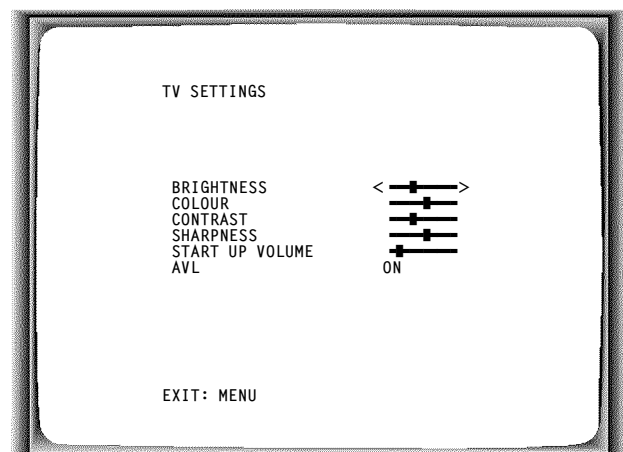 TV SETTINGS
BRIGHTNESS < >
COLOUR
CONTRAST
SHARPNESS
START UP VOLUME
AVL ON
EXIT: MENU